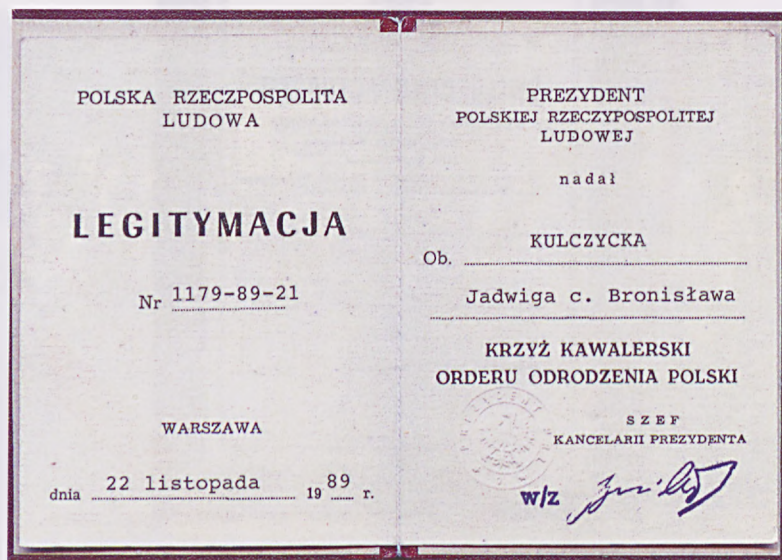 POLSKA RZECZPOSPOLITA
LUDOWA
LEGITYMACJA
Nr 1179-89-21
WARSZAWA
dnia 22 listopada 1989 r.
PREZYDENT
POLSKIEJ RZECZYPOSPOLITEJ
LUDOWEJ
nadał
Ob. KULCZYCKA
Jadwiga c. Bronisława
KRZYŻ KAWALERSKI
ORDERU ODRODZENIA POLSKI
SZEF
KANCELARII PREZYDENTA
w/z